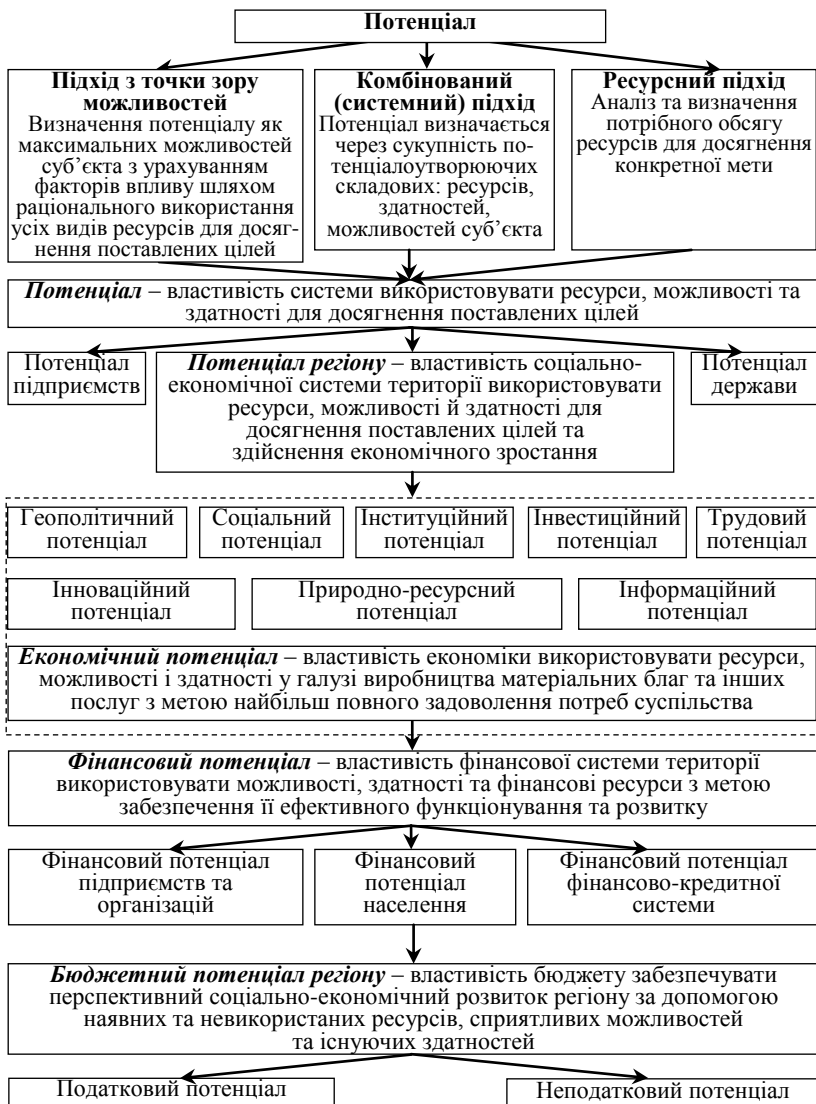 Потенціал
Підхід з точки зору
можливостей
Визначення потенціалу як
максимальних можливостей
суб’єкта з урахуванням
факторів впливу шляхом
раціонального використання
усіх видів ресурсів для досяг-
нення поставлених цілей
Комбінований
(системний) підхід
Потенціал визначається
через сукупність по-
тенціалоутворюючих
складових: ресурсів,
здатностей,
можливостей суб’єкта
Ресурсний підхід
Аналіз та визначення
потрібного обсягу
ресурсів для досягнення
конкретної мети
Потенціал – властивість системи використовувати ресурси, можливості та
здатності для досягнення поставлених цілей
Потенціал
підприємств
Потенціал регіону – властивість соціально-
економічної системи території використовувати
ресурси, можливості й здатності для
досягнення поставлених цілей та
здійснення економічного зростання
Потенціал
держави
Геополітичний
потенціал
Соціальний
потенціал
Інституційний
потенціал
Інвестиційний
потенціал
Трудовий
потенціал
Інноваційний
потенціал
Природно-ресурсний
потенціал
Інформаційний
потенціал
Економічний потенціал – властивість економіки використовувати ресурси,
можливості і здатності у галузі виробництва матеріальних благ та інших
послуг з метою найбільш повного задоволення потреб суспільства
Фінансовий потенціал – властивість фінансової системи території
використовувати можливості, здатності та фінансові ресурси з метою
забезпечення її ефективного функціонування та розвитку
Фінансовий потенціал
підприємств та
організацій
Фінансовий
потенціал
населення
Фінансовий потенціал
фінансово-кредитної
системи
Бюджетний потенціал регіону – властивість бюджету забезпечувати
перспективний соціально-економічний розвиток регіону за допомогою
наявних та невикористаних ресурсів, сприятливих можливостей
та існуючих здатностей
Податковий потенціал
Неподатковий потенціал